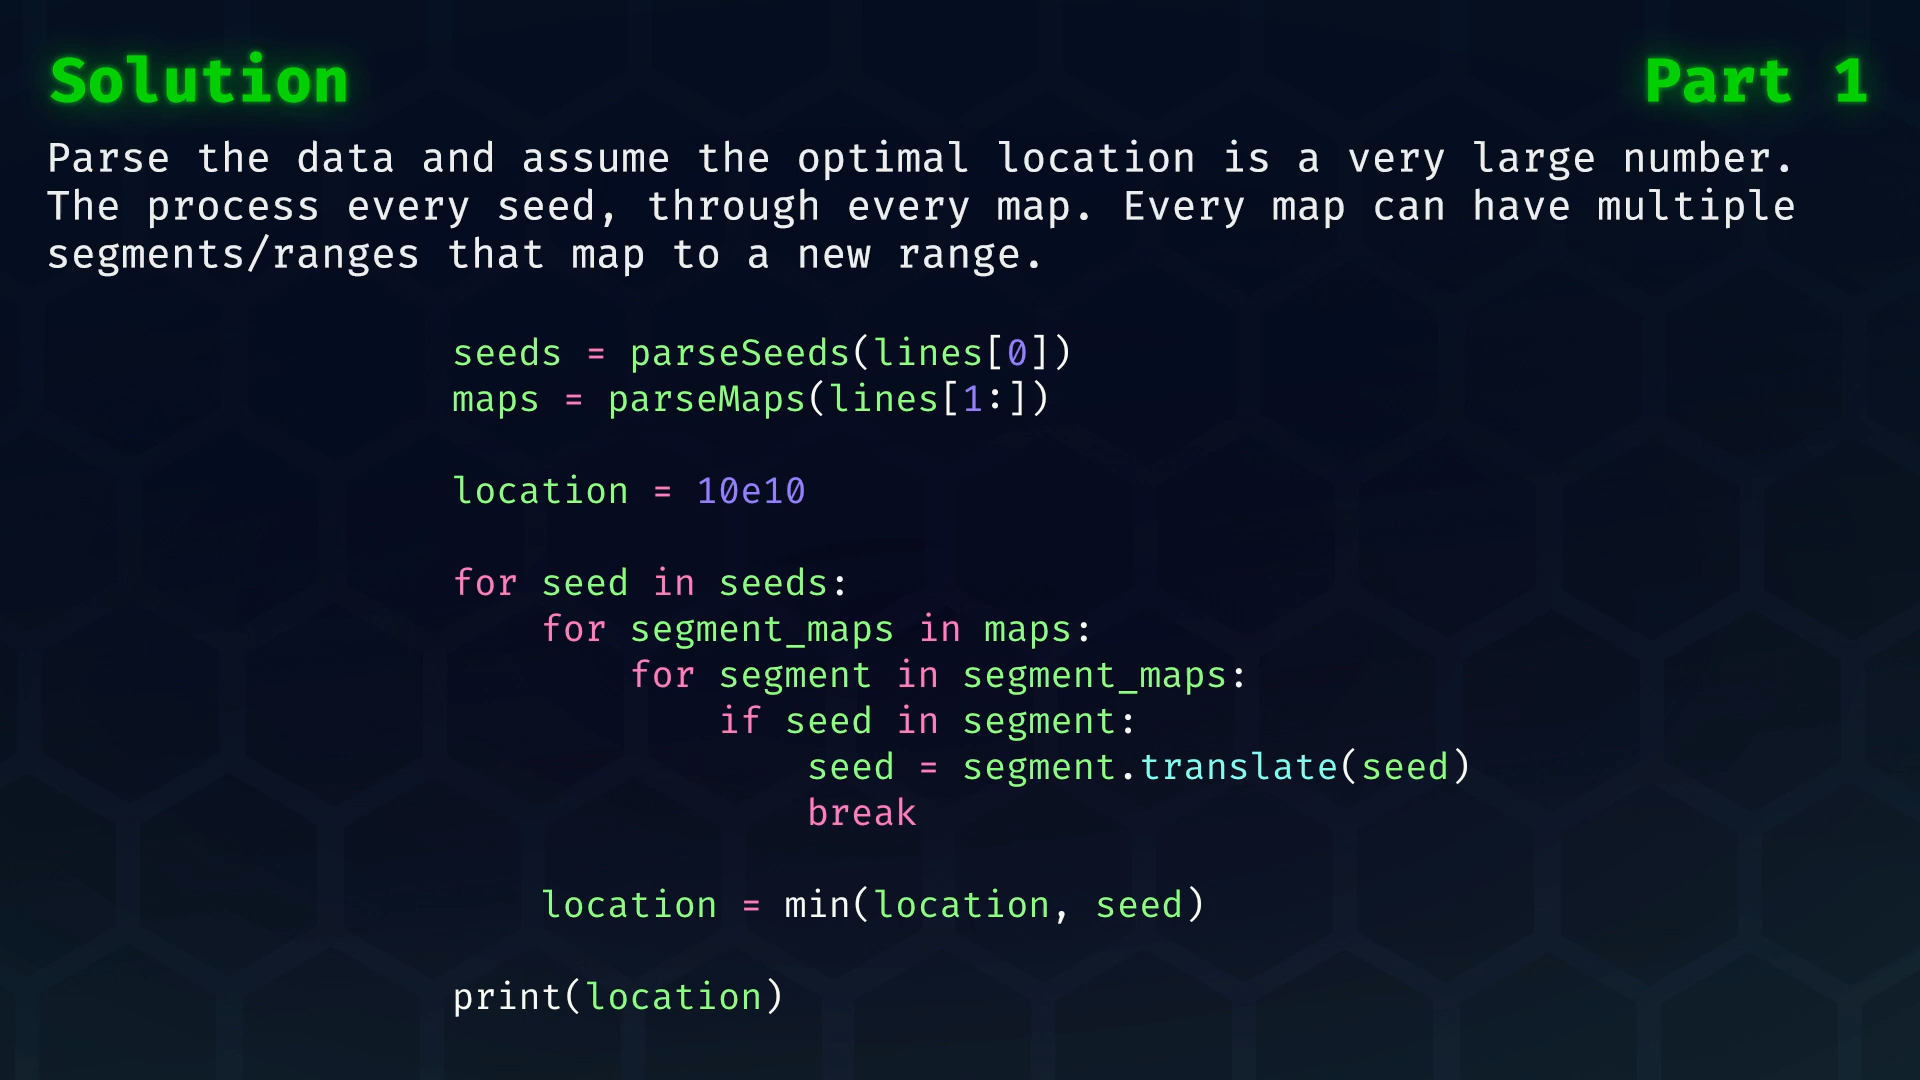 Solution
Part 1
Parse the data and assume the optimal location is a very large number.
The process every seed, through every map. Every map can have multiple
segments/ranges that map to a new range.
seeds = parseSeeds(lines[0])
maps = parseMaps(lines[1:])
location = 10e10
for seed in seeds:
    for segment_maps in maps:
        for segment in segment_maps:
            if seed in segment:
                seed = segment.translate(seed)
                break
    location = min(location, seed)
print(location)